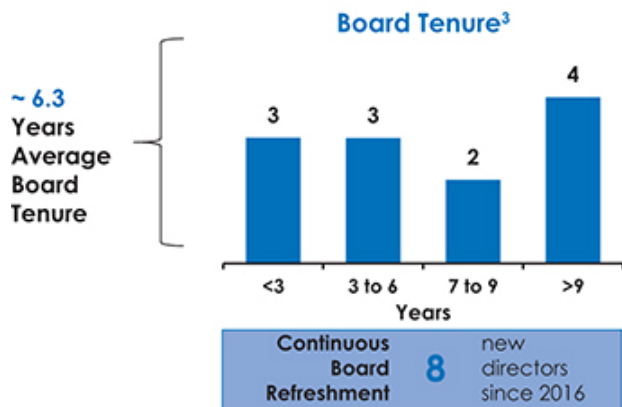 Board Tenure³
~ 6.3
Years
Average
Board
Tenure
3
3
2
4
<3
3 to 6
7 to 9
>9
Years
Continuous
Board
Refreshment
8
new
directors
since 2016